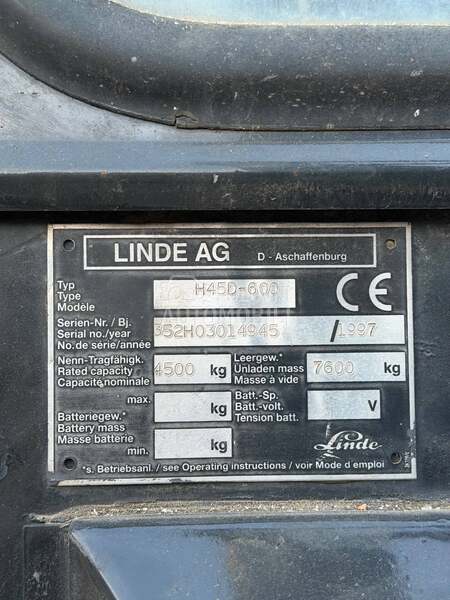 LINDE AG D - Aschaffenburg
Typ
Type
Modèle
H45D-600
CE
Serien-Nr. / Bj.
Serial no./year
No. de série/année
352H03014945 / 1997
Nenn-Tragfähigk.
Rated capacity
Capacité nominale
4500 kg
Leergew.*
Unladen mass
Masse à vide
7600 kg
Batteriegew.*
Battery mass
Masse batterie
max. kg
min. kg
Batt.-Sp.
Batt.-volt.
Tension batt.
V
Linde
*s. Betriebsanl. / see Operating instructions / voir Mode d'emploi